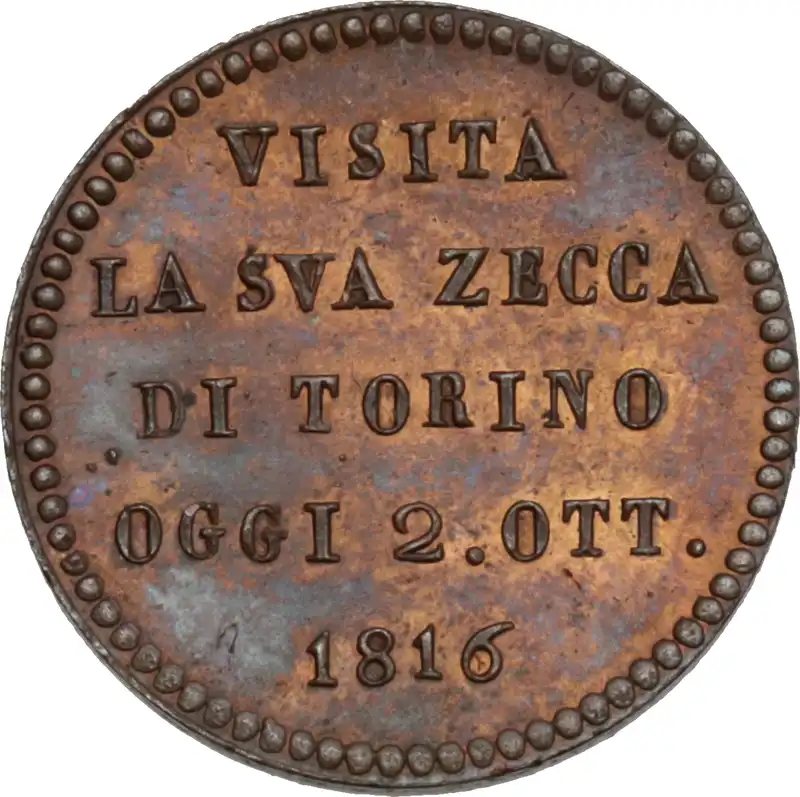 VISITA
LA SVA ZECCA
DI TORINO
OGGI 2. OTT.
1816